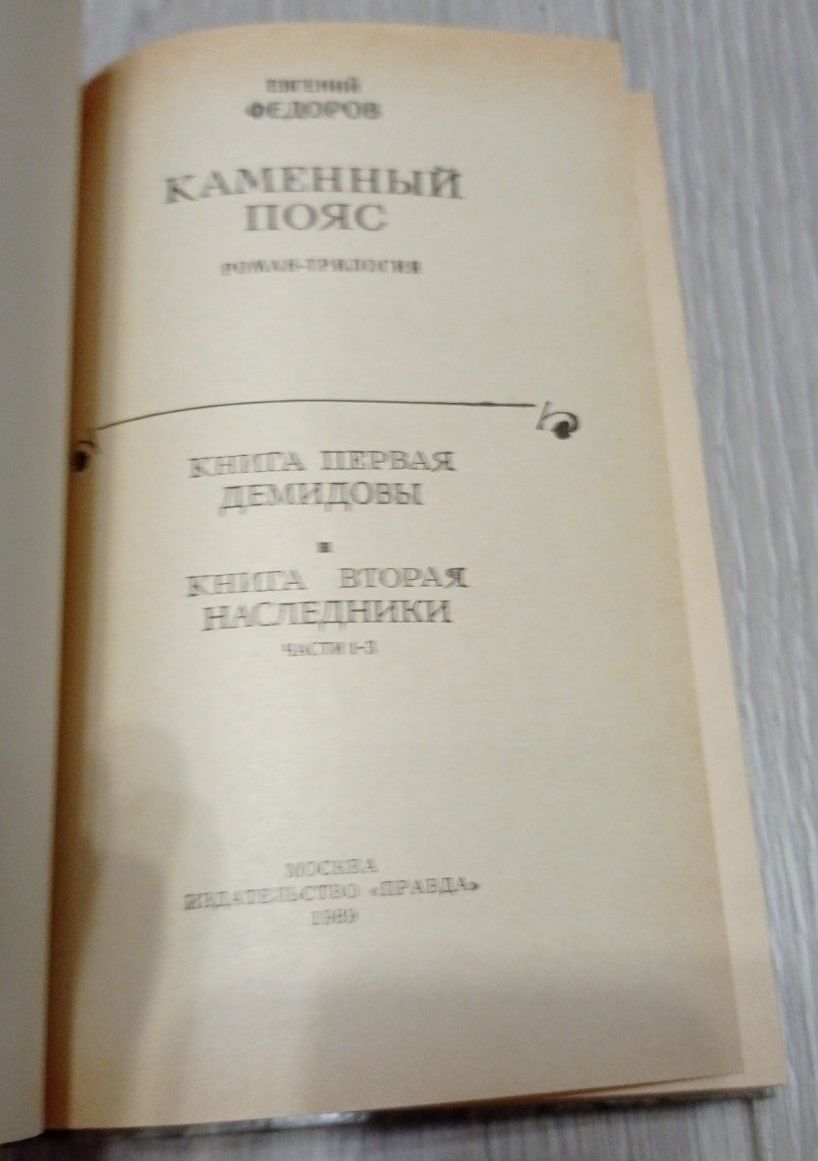 ЕВГЕНИЙ
ФЕДОРОВ
КАМЕННЫЙ
ПОЯС
РОМАН-ТРИЛОГИЯ
КНИГА ПЕРВАЯ
ДЕМИДОВЫ
КНИГА ВТОРАЯ
НАСЛЕДНИКИ
ЧАСТИ 1-3
МОСКВА
ИЗДАТЕЛЬСТВО «ПРАВДА»
1989